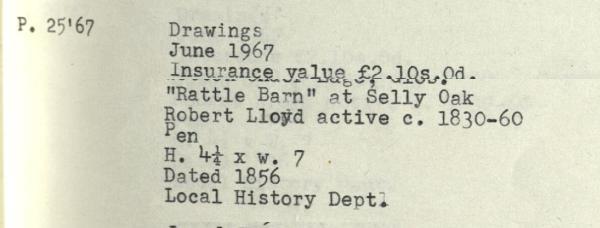 P. 25'67 Drawings
June 1967
Insurance value £2.10s.0d.
"Rattle Barn" at Selly Oak
Robert Lloyd active c. 1830-60
Pen
H. 4¼ x w. 7
Dated 1856
Local History Dept.